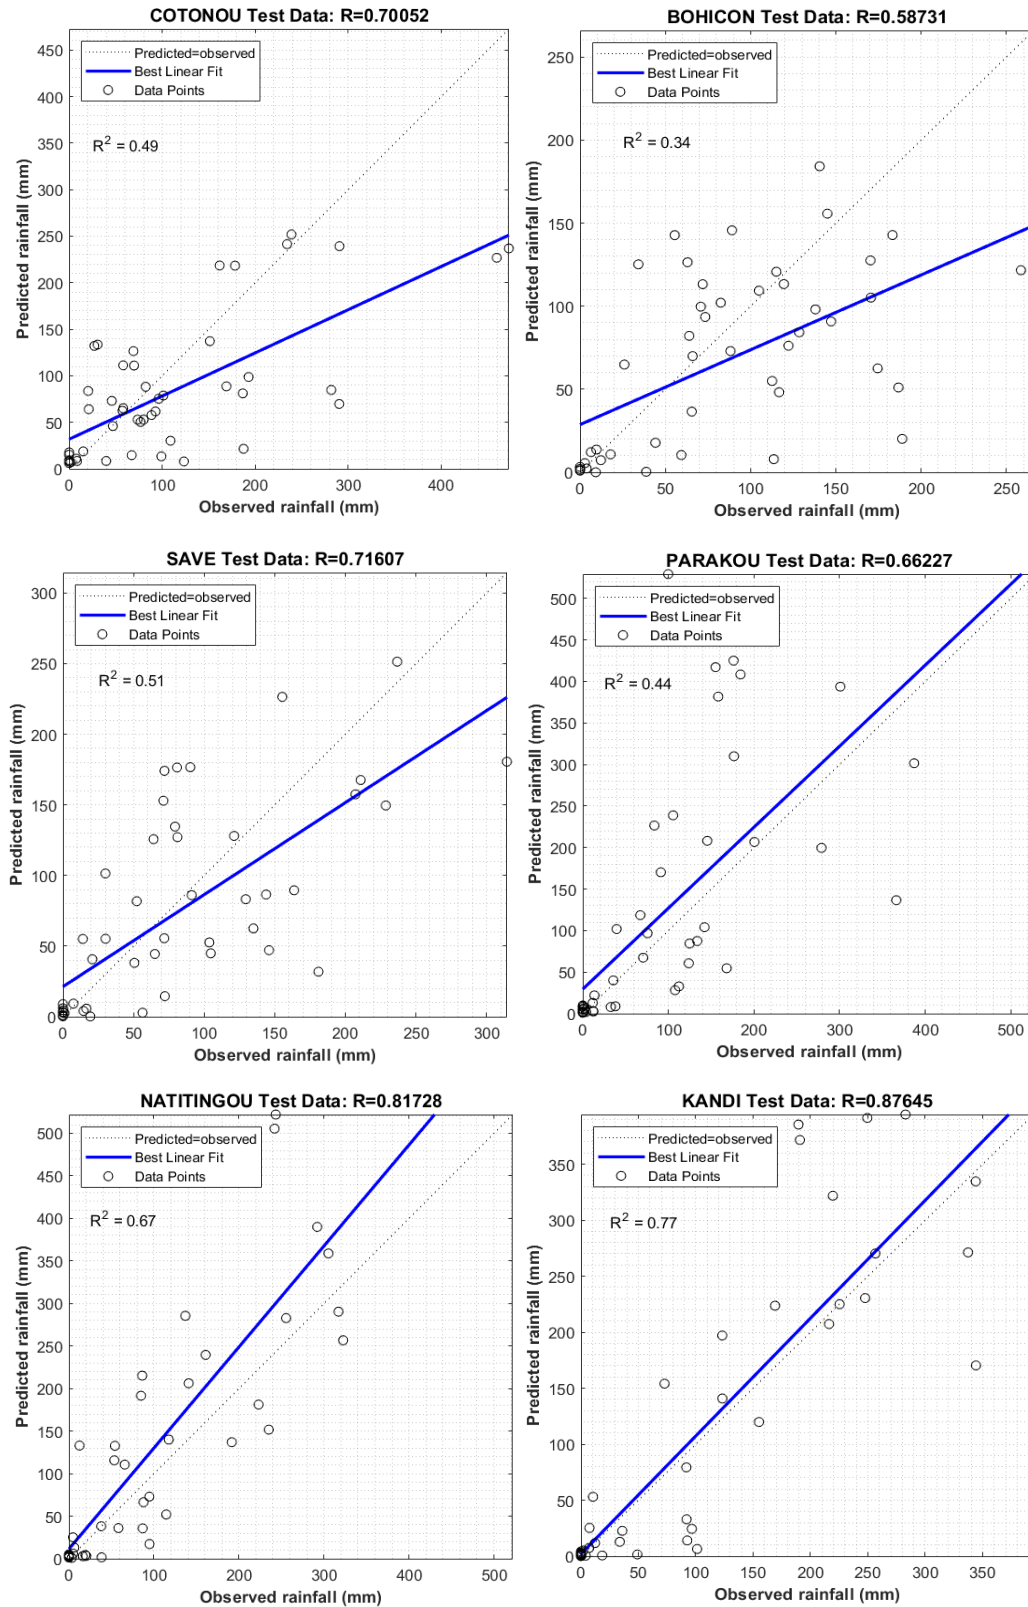 COTONOU Test Data: R=0.70052
Predicted=observed
Best Linear Fit
Data Points
R2 = 0.49
450
400
350
300
250
200
150
100
50
0
0 100 200 300 400
Predicted rainfall (mm)
Observed rainfall (mm)
BOHICON Test Data: R=0.58731
Predicted=observed
Best Linear Fit
Data Points
R2 = 0.34
250
200
150
100
50
0
0 50 100 150 200 250
Predicted rainfall (mm)
Observed rainfall (mm)
SAVE Test Data: R=0.71607
Predicted=observed
Best Linear Fit
Data Points
R2 = 0.51
300
250
200
150
100
50
0
0 50 100 150 200 250 300
Predicted rainfall (mm)
Observed rainfall (mm)
PARAKOU Test Data: R=0.66227
Predicted=observed
Best Linear Fit
Data Points
R2 = 0.44
500
450
400
350
300
250
200
150
100
50
0
0 100 200 300 400 500
Predicted rainfall (mm)
Observed rainfall (mm)
NATITINGOU Test Data: R=0.81728
Predicted=observed
Best Linear Fit
Data Points
R2 = 0.67
500
450
400
350
300
250
200
150
100
50
0
0 100 200 300 400 500
Predicted rainfall (mm)
Observed rainfall (mm)
KANDI Test Data: R=0.87645
Predicted=observed
Best Linear Fit
Data Points
R2 = 0.77
350
300
250
200
150
100
50
0
0 50 100 150 200 250 300 350
Predicted rainfall (mm)
Observed rainfall (mm)